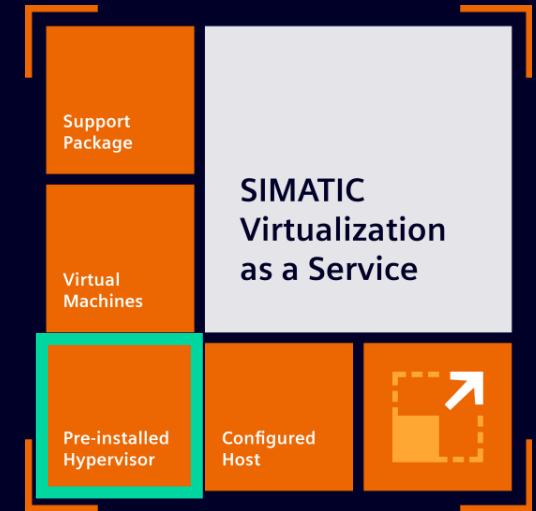 Support
Package
SIMATIC
Virtualization
as a Service
Virtual
Machines
Pre-installed
Hypervisor
Configured
Host